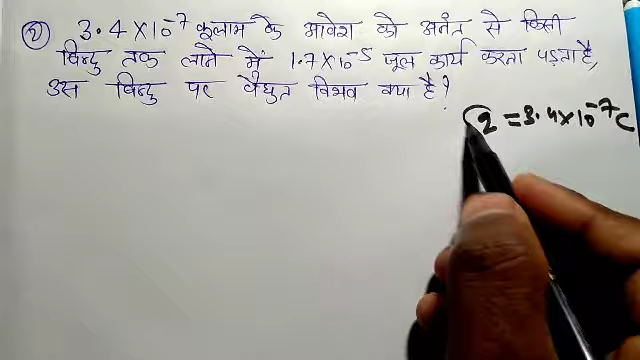 (१) 3.4×10⁻⁷ कूलाम के आवेश को अनंत से किसी
बिन्दु तक लाने में 1.7×10⁻⁵ जूल कार्य करना पड़ता है,
उस बिन्दु पर वैधुत विभव क्या है?
q = 3.4×10⁻⁷C